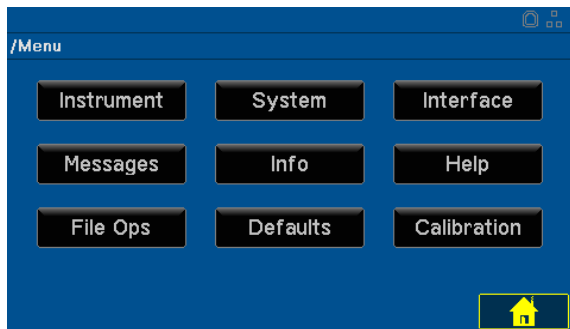 /Menu
Instrument System Interface
Messages Info Help
File Ops Defaults Calibration